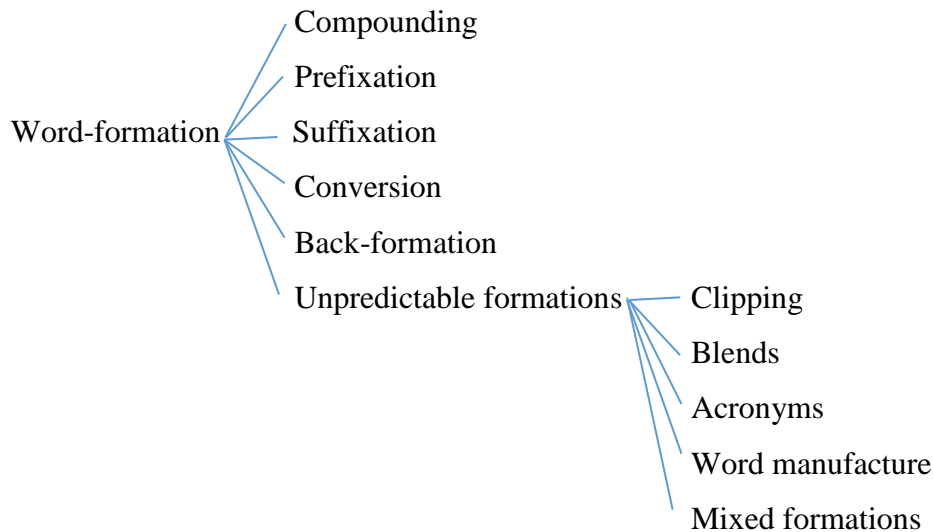 Compounding
Prefixation
Word-formation Suffixation
Conversion
Back-formation
Unpredictable formations Clipping
Blends
Acronyms
Word manufacture
Mixed formations